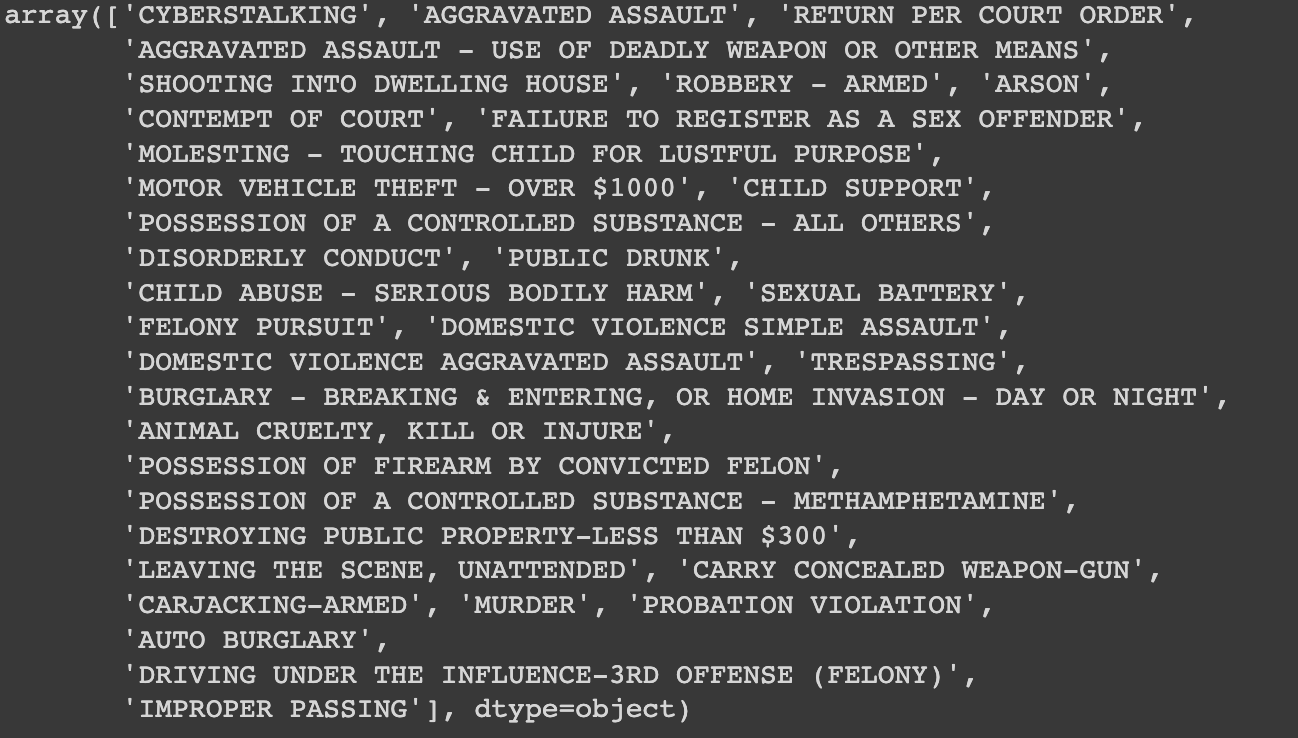 array(['CYBERSTALKING', 'AGGRAVATED ASSAULT', 'RETURN PER COURT ORDER',
'AGGRAVATED ASSAULT - USE OF DEADLY WEAPON OR OTHER MEANS',
'SHOOTING INTO DWELLING HOUSE', 'ROBBERY - ARMED', 'ARSON',
'CONTEMPT OF COURT', 'FAILURE TO REGISTER AS A SEX OFFENDER',
'MOLESTING - TOUCHING CHILD FOR LUSTFUL PURPOSE',
'MOTOR VEHICLE THEFT - OVER $1000', 'CHILD SUPPORT',
'POSSESSION OF A CONTROLLED SUBSTANCE - ALL OTHERS',
'DISORDERLY CONDUCT', 'PUBLIC DRUNK',
'CHILD ABUSE - SERIOUS BODILY HARM', 'SEXUAL BATTERY',
'FELONY PURSUIT', 'DOMESTIC VIOLENCE SIMPLE ASSAULT',
'DOMESTIC VIOLENCE AGGRAVATED ASSAULT', 'TRESPASSING',
'BURGLARY - BREAKING & ENTERING, OR HOME INVASION - DAY OR NIGHT',
'ANIMAL CRUELTY, KILL OR INJURE',
'POSSESSION OF FIREARM BY CONVICTED FELON',
'POSSESSION OF A CONTROLLED SUBSTANCE - METHAMPHETAMINE',
'DESTROYING PUBLIC PROPERTY-LESS THAN $300',
'LEAVING THE SCENE, UNATTENDED', 'CARRY CONCEALED WEAPON-GUN',
'CARJACKING-ARMED', 'MURDER', 'PROBATION VIOLATION',
'AUTO BURGLARY',
'DRIVING UNDER THE INFLUENCE-3RD OFFENSE (FELONY)',
'IMPROPER PASSING'], dtype=object)